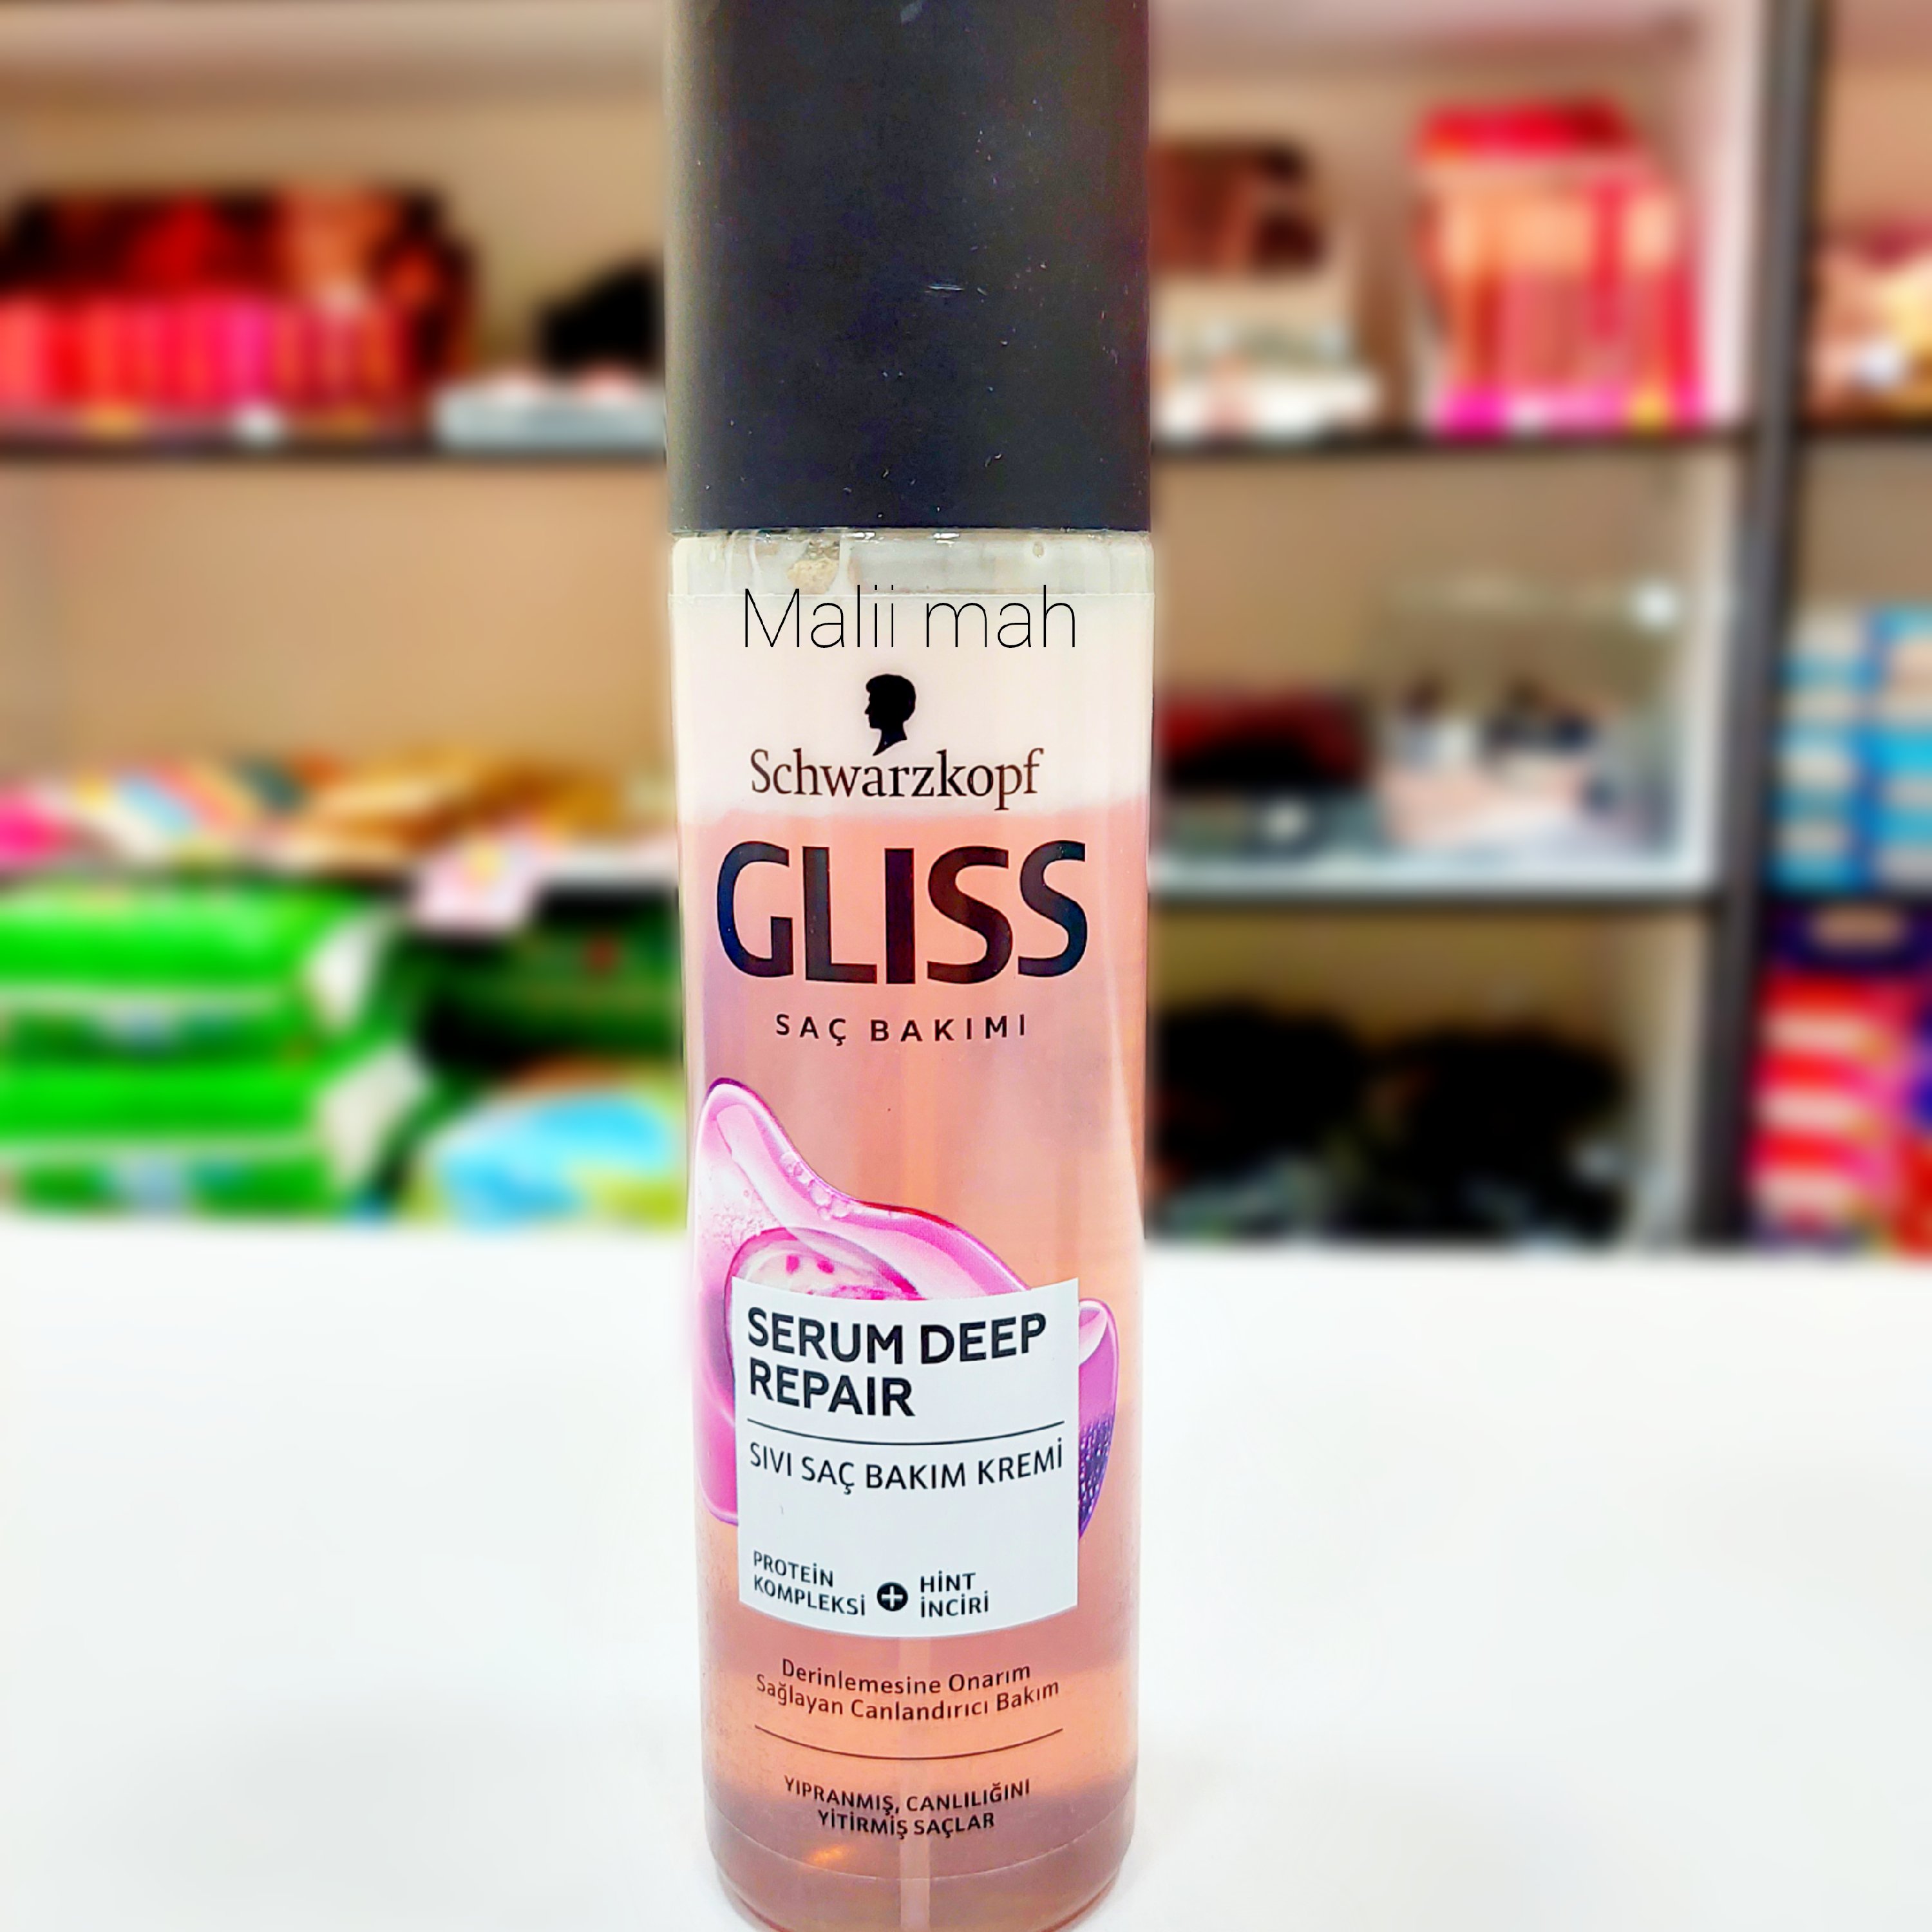 Malii mah
Schwarzkopf
GLISS
SAÇ BAKIMI
SERUM DEEP
REPAIR
SIVI SAÇ BAKIM KREMİ
PROTEİN
KOMPLEKSİ
HİNT
İNCİRİ
Derinlemesine Onarım
Sağlayan Canlandırıcı Bakım
YIPRANMIŞ, CANLILIĞINI
YİTİRMİŞ SAÇLAR